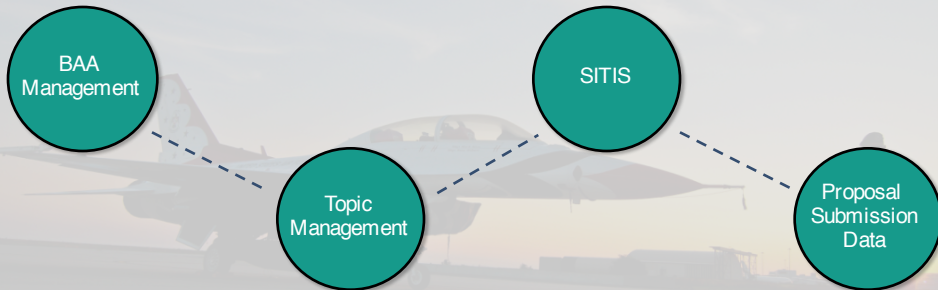 BAA
Management
Topic
Management
SITIS
Proposal
Submission
Data